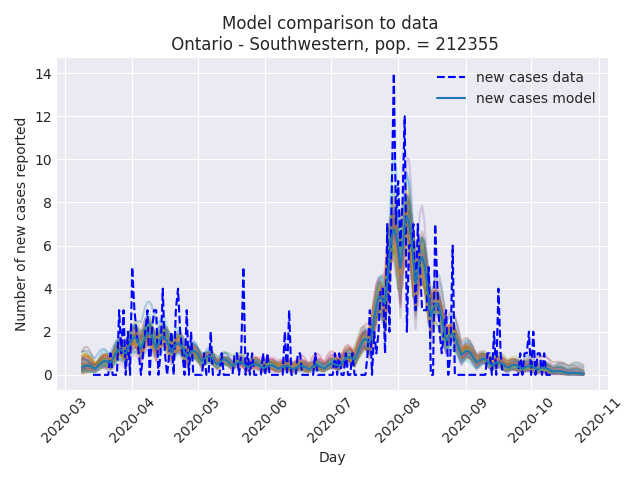 Model comparison to data
Ontario - Southwestern, pop. = 212355
new cases data
new cases model
Number of new cases reported
14
12
10
8
6
4
2
0
2020-03
2020-04
2020-05
2020-06
2020-07
2020-08
2020-09
2020-10
2020-11
Day